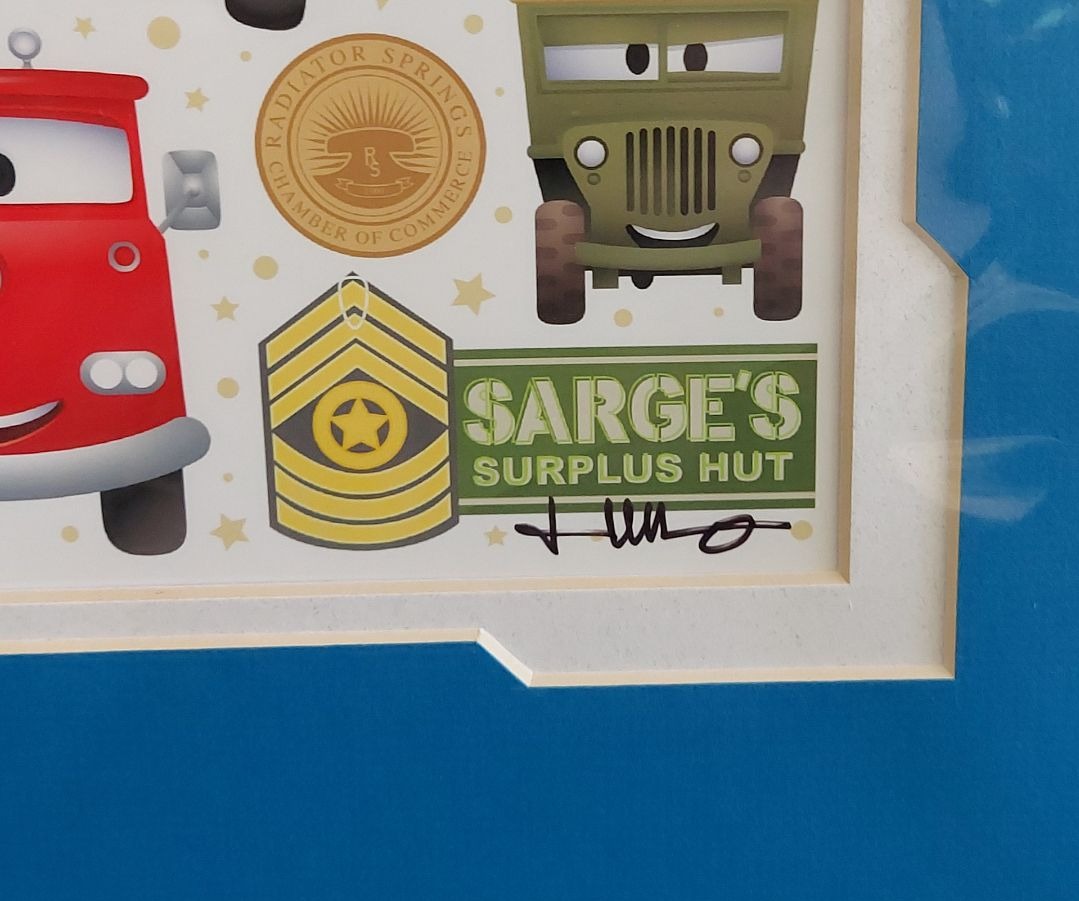 RADIATOR SPRINGS
CHAMBER OF COMMERCE
RS
SARGE'S
SURPLUS HUT